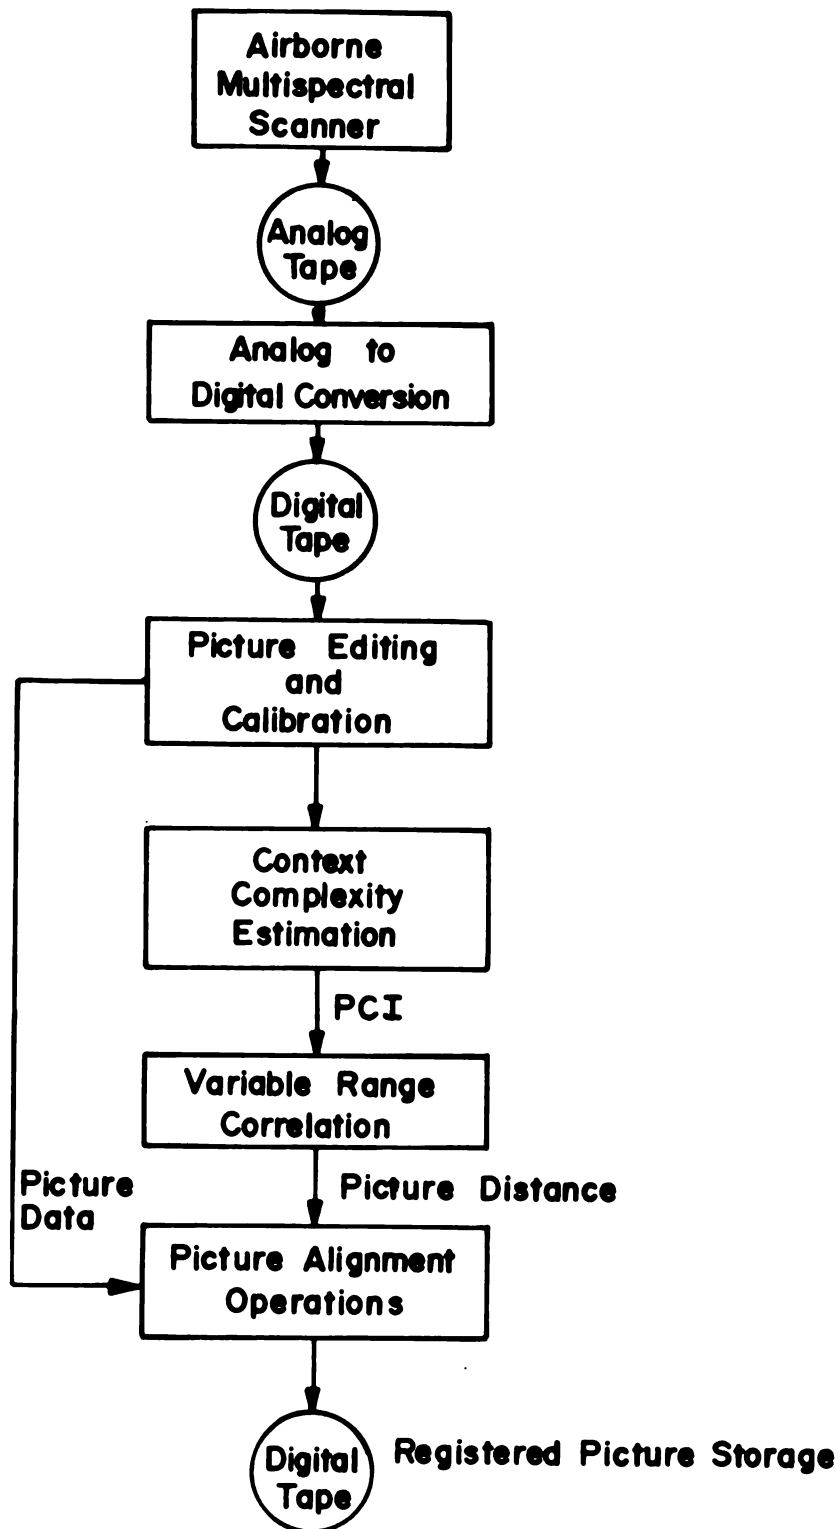 Airborne
Multispectral
Scanner
Analog
Tape
Analog to
Digital Conversion
Digital
Tape
Picture Editing
and
Calibration
Context
Complexity
Estimation
PCI
Variable Range
Correlation
Picture
Data
Picture Distance
Picture Alignment
Operations
Digital
Tape
Registered Picture Storage